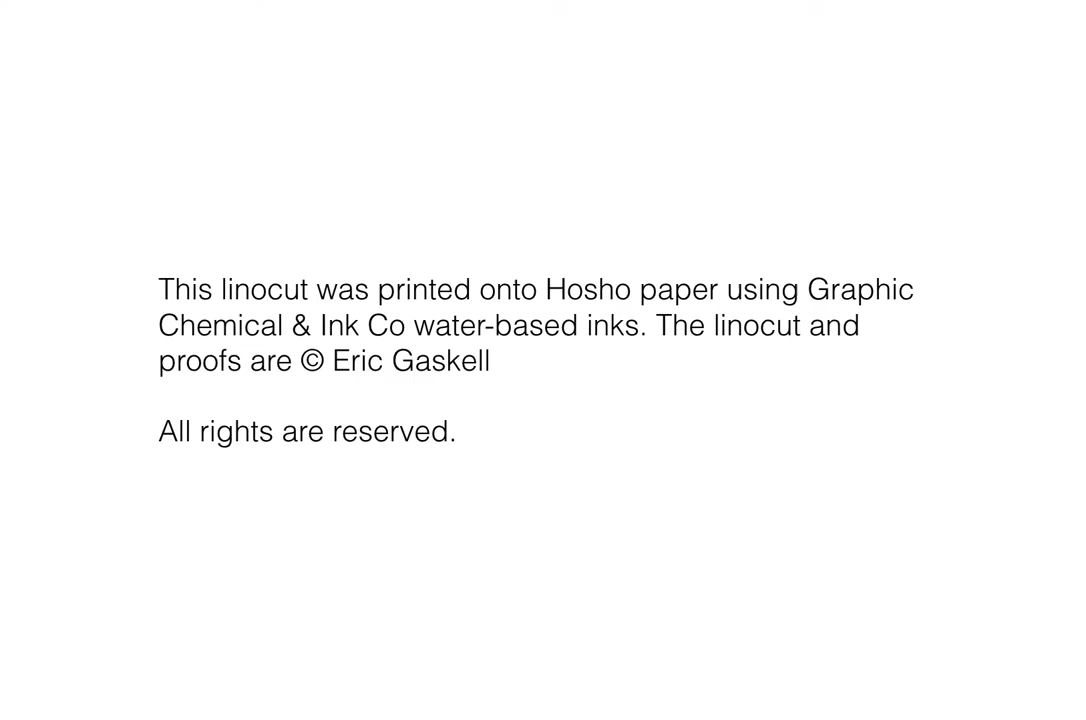 This linocut was printed onto Hosho paper using Graphic
Chemical & Ink Co water-based inks. The linocut and
proofs are © Eric Gaskell
All rights are reserved.